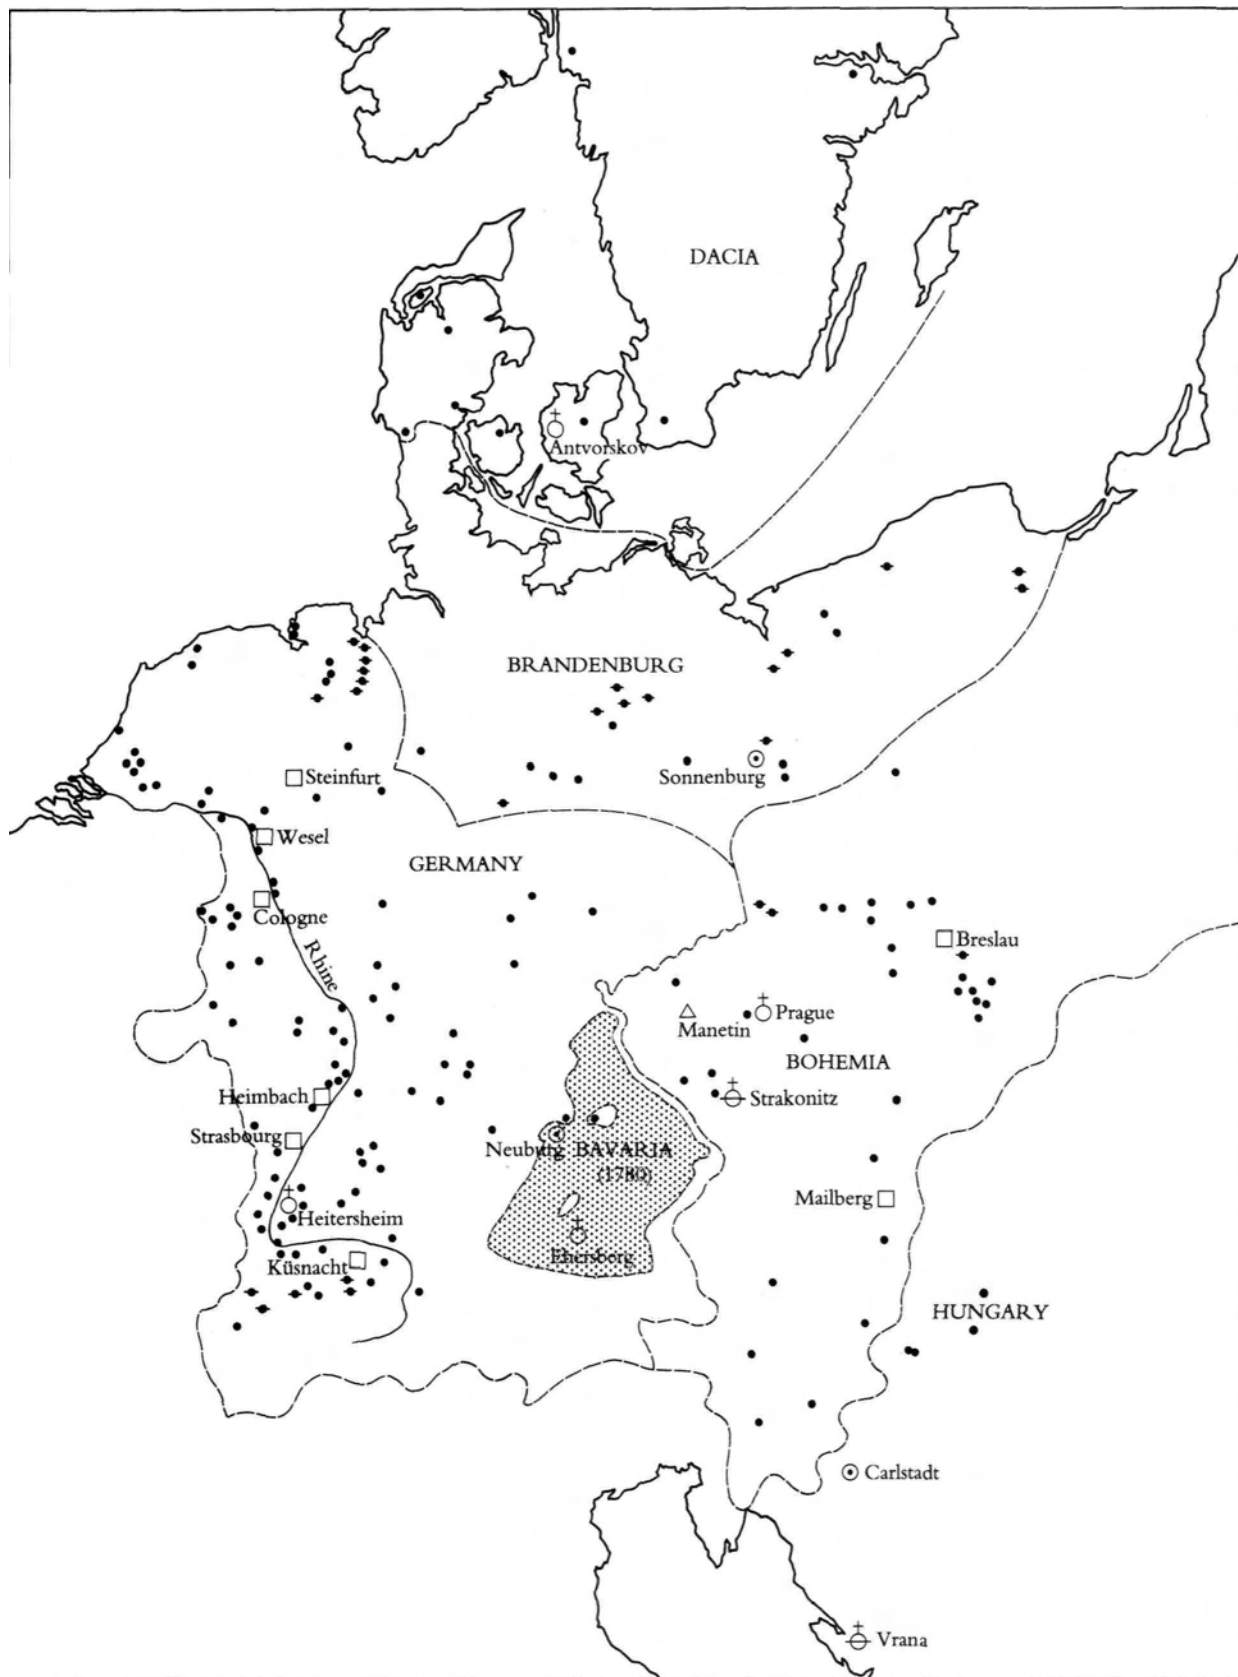 DACIA
Antvorskov
BRANDENBURG
Sonnenburg
Steinfurt
Wesel
GERMANY
Cologne
Rhine
Breslau
Manetin
Prague
BOHEMIA
Heimbach
Strakonitz
Strasbourg
Neuburg
BAVARIA
(1780)
Mailberg
Heitersheim
Ebersberg
Küsnacht
HUNGARY
Carlstadt
Vrana